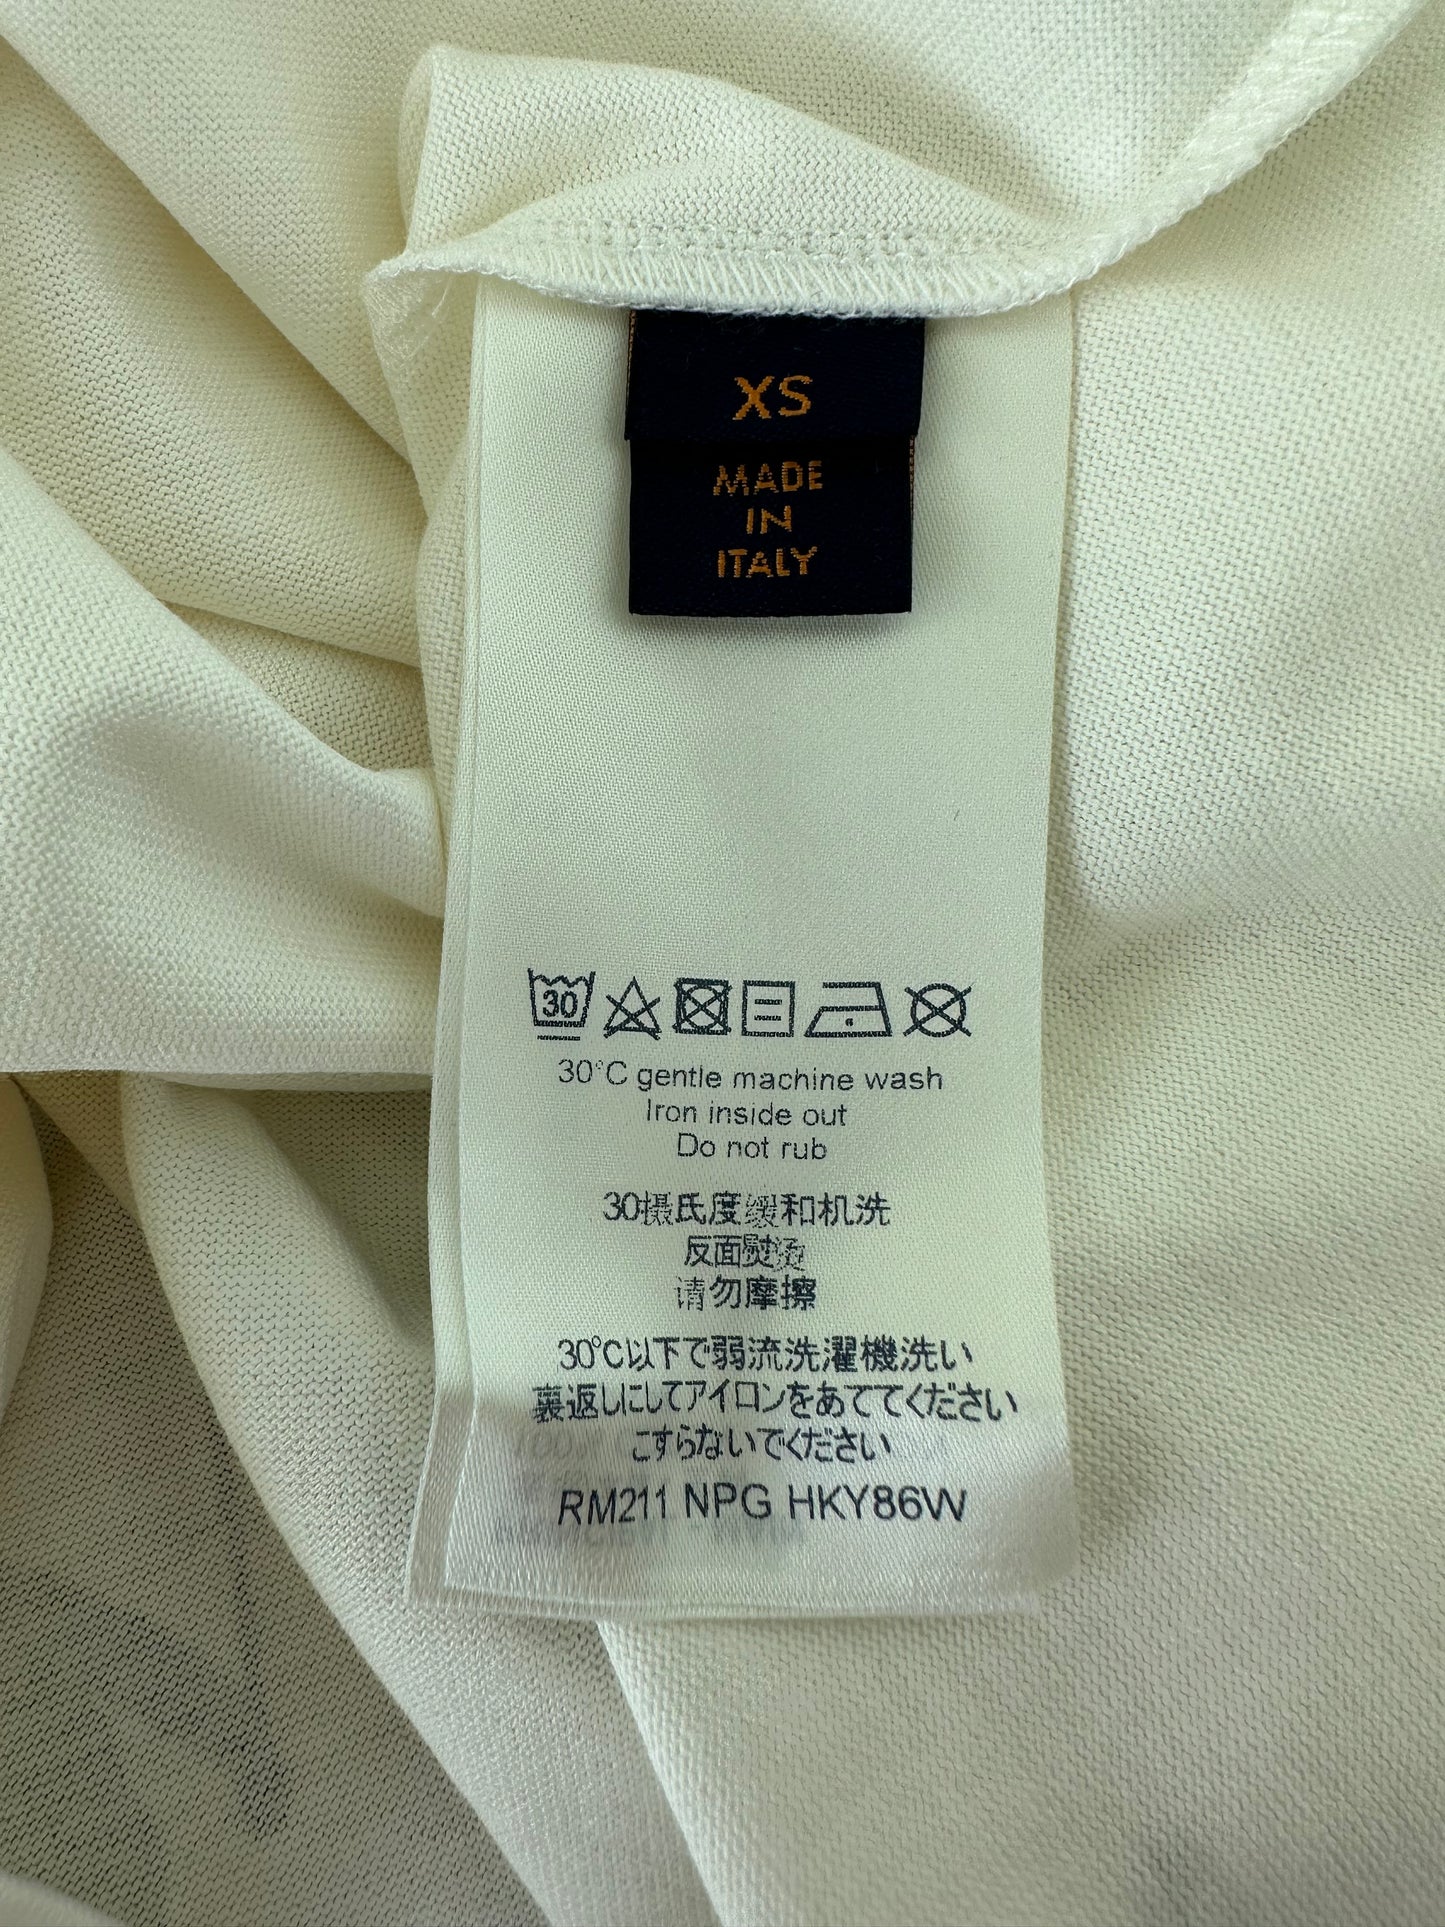 XS
MADE
IN
ITALY
30
30°C gentle machine wash
Iron inside out
Do not rub
30摄氏度缓和机洗
反面熨烫
请勿摩擦
30℃以下で弱流洗濯機洗い
裏返しにしてアイロンをあててください
こすらないでください
RM211 NPG HKY86W